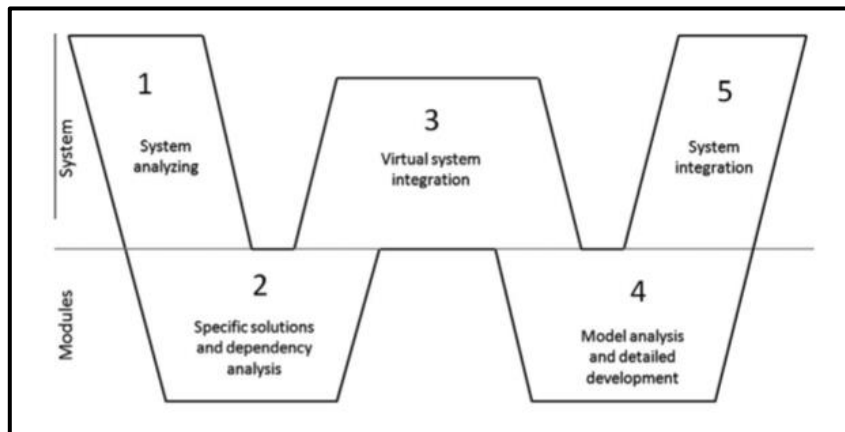 System
Modules
1
System
analyzing
2
Specific solutions
and dependency
analysis
3
Virtual system
integration
4
Model analysis
and detailed
development
5
System
integration